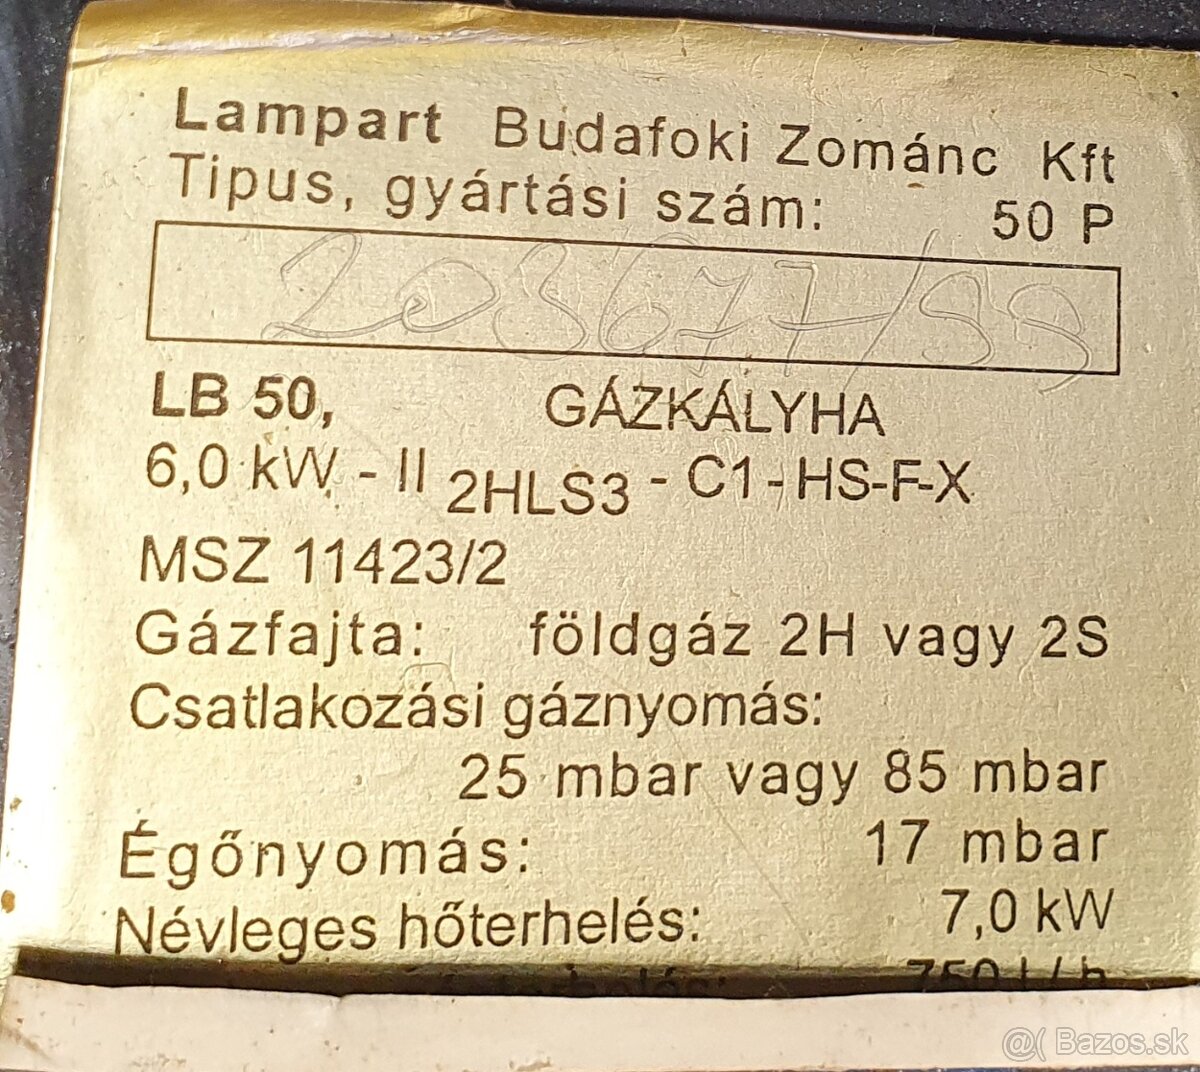 Lampart Budafoki Zománc Kft
Tipus, gyártási szám: 50 P
203677/99
LB 50, GÁZKÁLYHA
6,0 kW - II 2HLS3 - C1-HS-F-X
MSZ 11423/2
Gázfajta: földgáz 2H vagy 2S
Csatlakozási gáznyomás:
25 mbar vagy 85 mbar
Égőnyomás: 17 mbar
Névleges hőterhelés: 7,0 kW
750 l/h
@( Bazos.sk